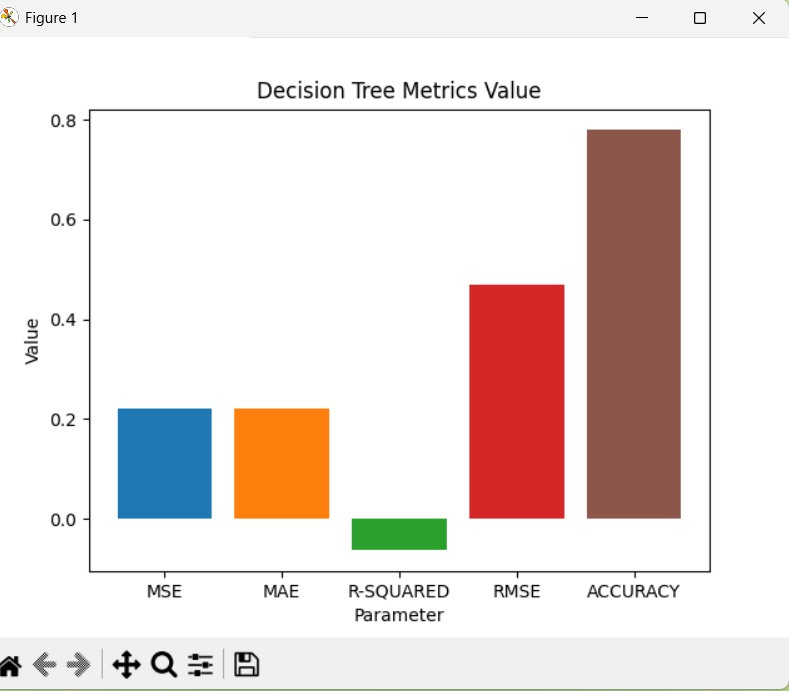 Figure 1
Decision Tree Metrics Value
0.8
0.6
0.4
0.2
0.0
Value
MSE MAE R-SQUARED RMSE ACCURACY
Parameter